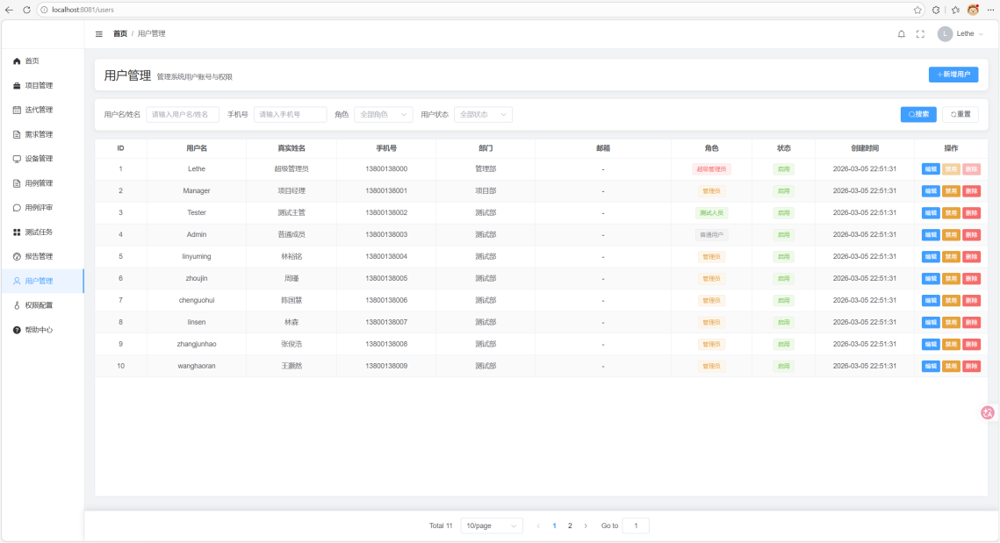 localhost:8081/users
首页 / 用户管理
L Lethe
首页
项目管理
迭代管理
需求管理
设备管理
用例管理
用例评审
测试任务
报告管理
用户管理
权限配置
帮助中心
用户管理 管理系统用户账号与权限
+新增用户
用户名/姓名 请输入用户名/姓名 手机号 请输入手机号 角色 全部角色 用户状态 全部状态 搜索 重置
ID 用户名 真实姓名 手机号 部门 邮箱 角色 状态 创建时间 操作
1 Lethe 超级管理员 13800138000 管理部 - 超级管理员 启用 2026-03-05 22:51:31 编辑 禁用 删除
2 Manager 项目经理 13800138001 项目部 - 管理员 启用 2026-03-05 22:51:31 编辑 禁用 删除
3 Tester 测试主管 13800138002 测试部 - 测试人员 启用 2026-03-05 22:51:31 编辑 禁用 删除
4 Admin 普通成员 13800138003 测试部 - 普通用户 启用 2026-03-05 22:51:31 编辑 禁用 删除
5 linyuming 林裕铭 13800138004 测试部 - 管理员 启用 2026-03-05 22:51:31 编辑 禁用 删除
6 zhoujin 周瑾 13800138005 测试部 - 管理员 启用 2026-03-05 22:51:31 编辑 禁用 删除
7 chenguohui 陈国慧 13800138006 测试部 - 管理员 启用 2026-03-05 22:51:31 编辑 禁用 删除
8 linsen 林森 13800138007 测试部 - 管理员 启用 2026-03-05 22:51:31 编辑 禁用 删除
9 zhangjunhao 张俊浩 13800138008 测试部 - 管理员 启用 2026-03-05 22:51:31 编辑 禁用 删除
10 wanghaoran 13800138009 测试部 - 管理员 启用 2026-03-05 22:51:31 编辑 禁用 删除
Total 11 10/page 1 2 Go to 1